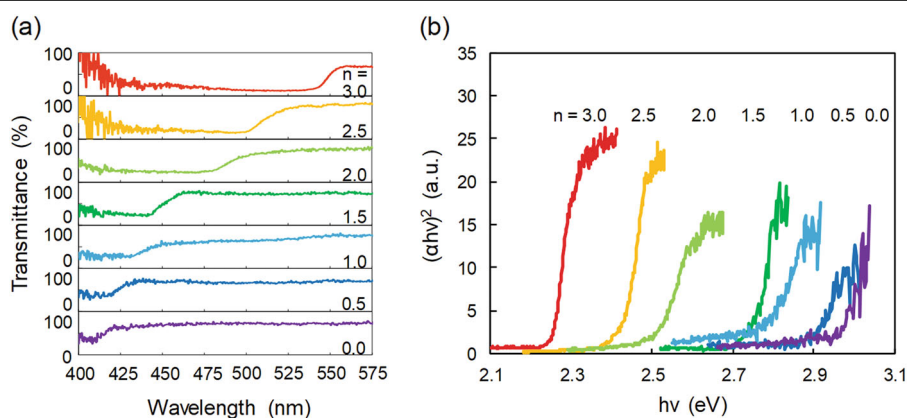 (a)
Transmittance (%)
100
0
n =
3.0
100
0
2.5
100
0
2.0
100
0
1.5
100
0
1.0
100
0
0.5
100
0
0.0
400 425 450 475 500 525 550 575
Wavelength (nm)
(b)
(αhν)² (a.u.)
35
30
25
20
15
10
5
0
n = 3.0 2.5 2.0 1.5 1.0 0.5 0.0
2.1 2.3 2.5 2.7 2.9 3.1
hν (eV)